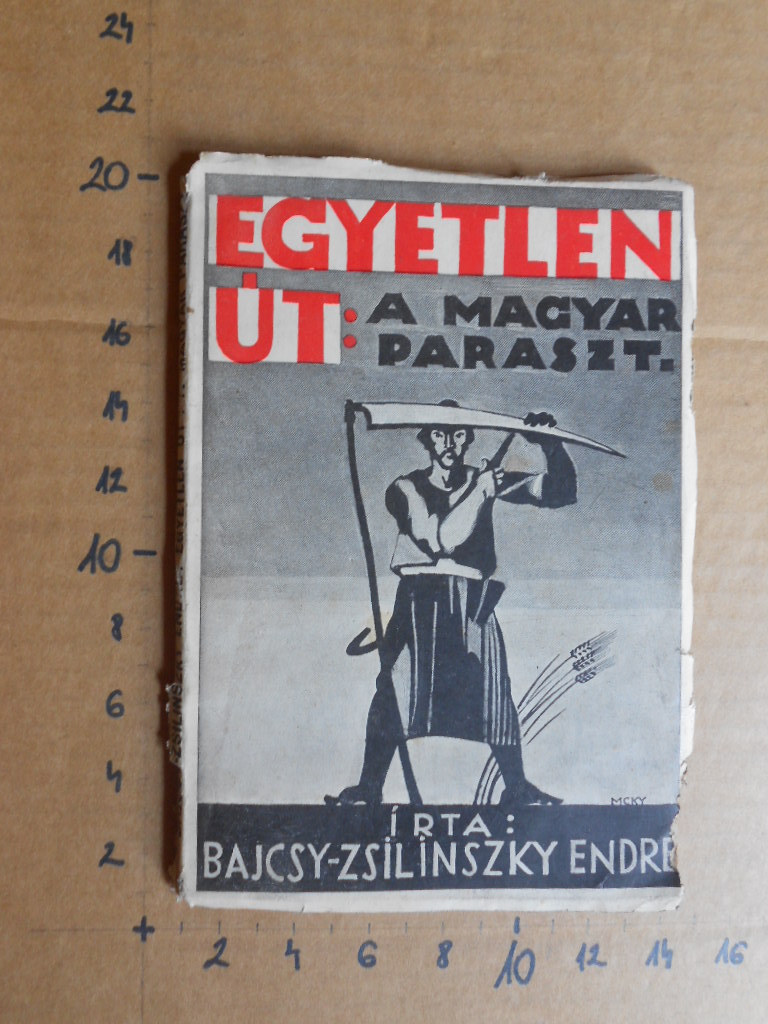 24
22
20
18
16
14
12
10
8
6
4
2
EGYETLEN
ÚT: A MAGYAR
PARASZT.
MCKY
ÍRTA:
BAJCSY-ZSILINSZKY ENDRE
2 4 6 8 10 12 14 16